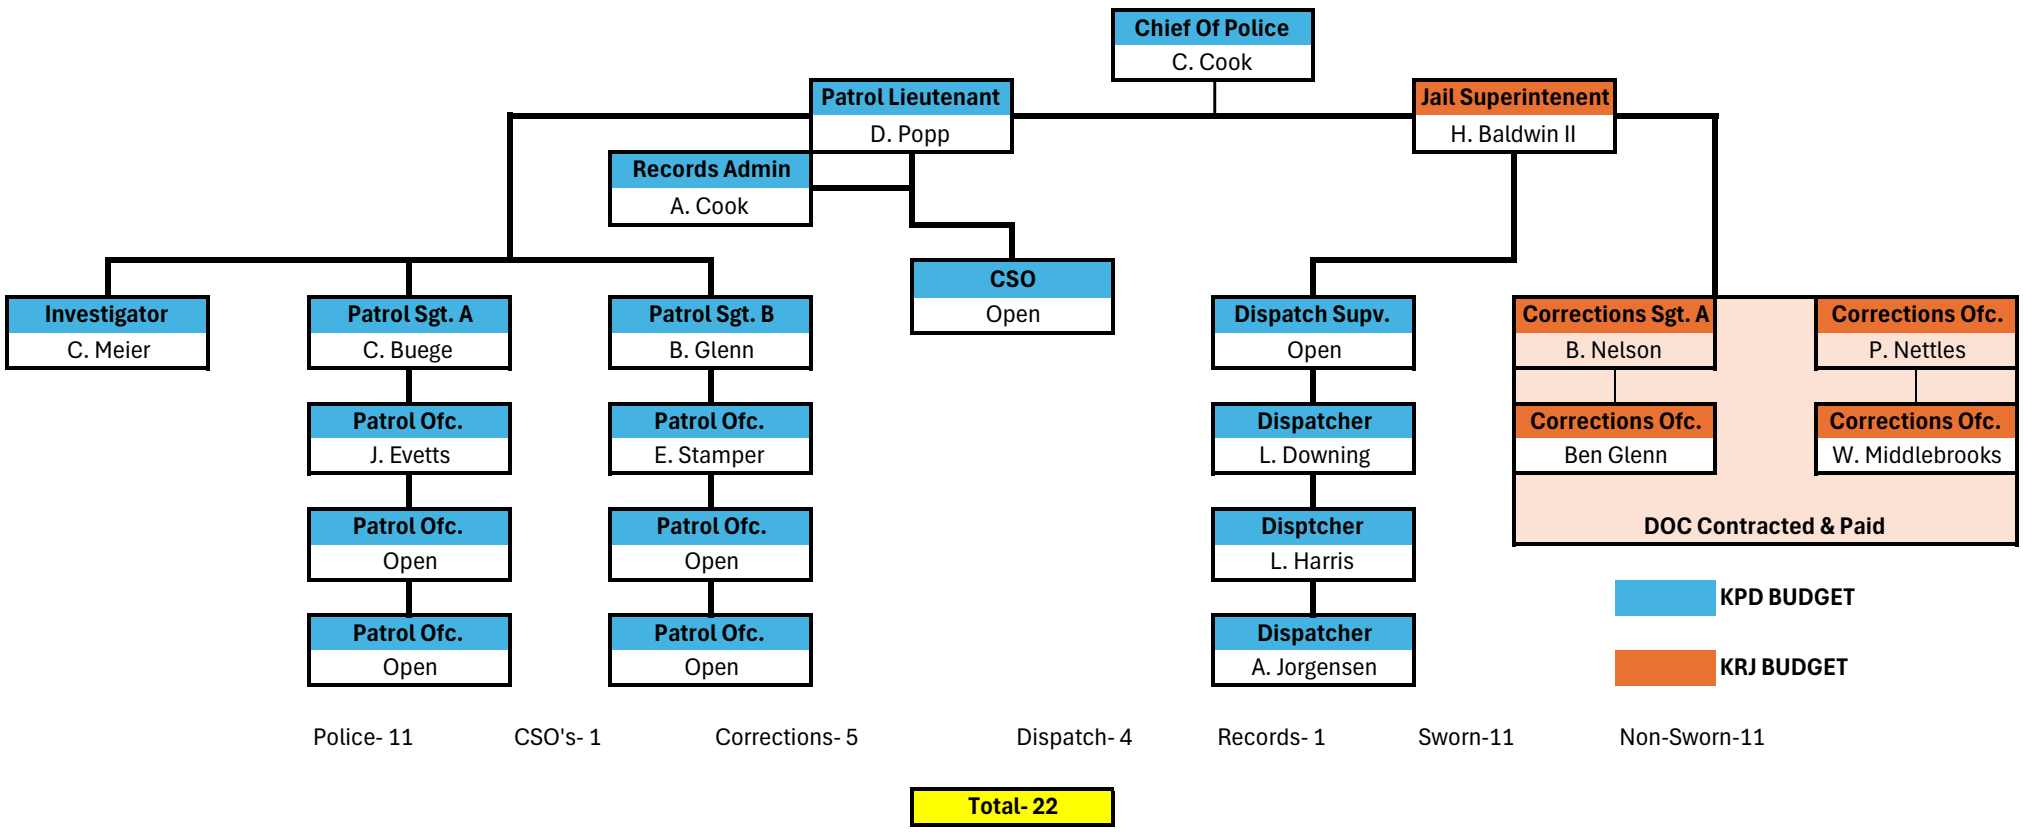 Chief Of Police
C. Cook
Patrol Lieutenant
D. Popp
Jail Superintenent
H. Baldwin II
Records Admin
A. Cook
CSO
Open
Investigator
C. Meier
Patrol Sgt. A
C. Buege
Patrol Sgt. B
B. Glenn
Dispatch Supv.
Open
Corrections Sgt. A
B. Nelson
Corrections Ofc.
P. Nettles
Patrol Ofc.
J. Evetts
Patrol Ofc.
E. Stamper
Dispatcher
L. Downing
Corrections Ofc.
Ben Glenn
Corrections Ofc.
W. Middlebrooks
Patrol Ofc.
Open
Patrol Ofc.
Open
Disptcher
L. Harris
DOC Contracted & Paid
Patrol Ofc.
Open
Patrol Ofc.
Open
Dispatcher
A. Jorgensen
KPD BUDGET
KRJ BUDGET
Police- 11 CSO's- 1 Corrections- 5 Dispatch- 4 Records- 1 Sworn-11 Non-Sworn-11
Total- 22